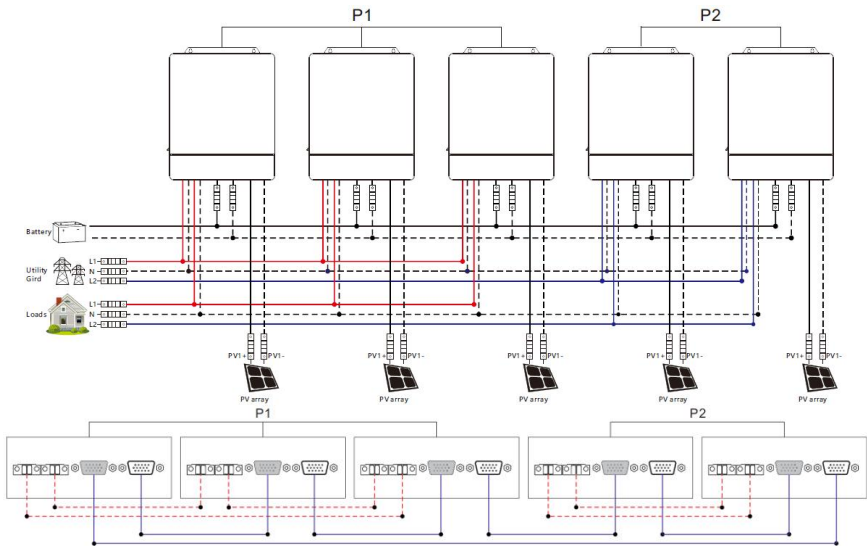 P1 P2
Battery
Utility
Gird
L1
N
L2
Loads
L1
N
L2
PV1+ PV1- PV1+ PV1- PV1+ PV1- PV1+ PV1- PV1+ PV1-
PV array PV array PV array PV array PV array
P1 P2